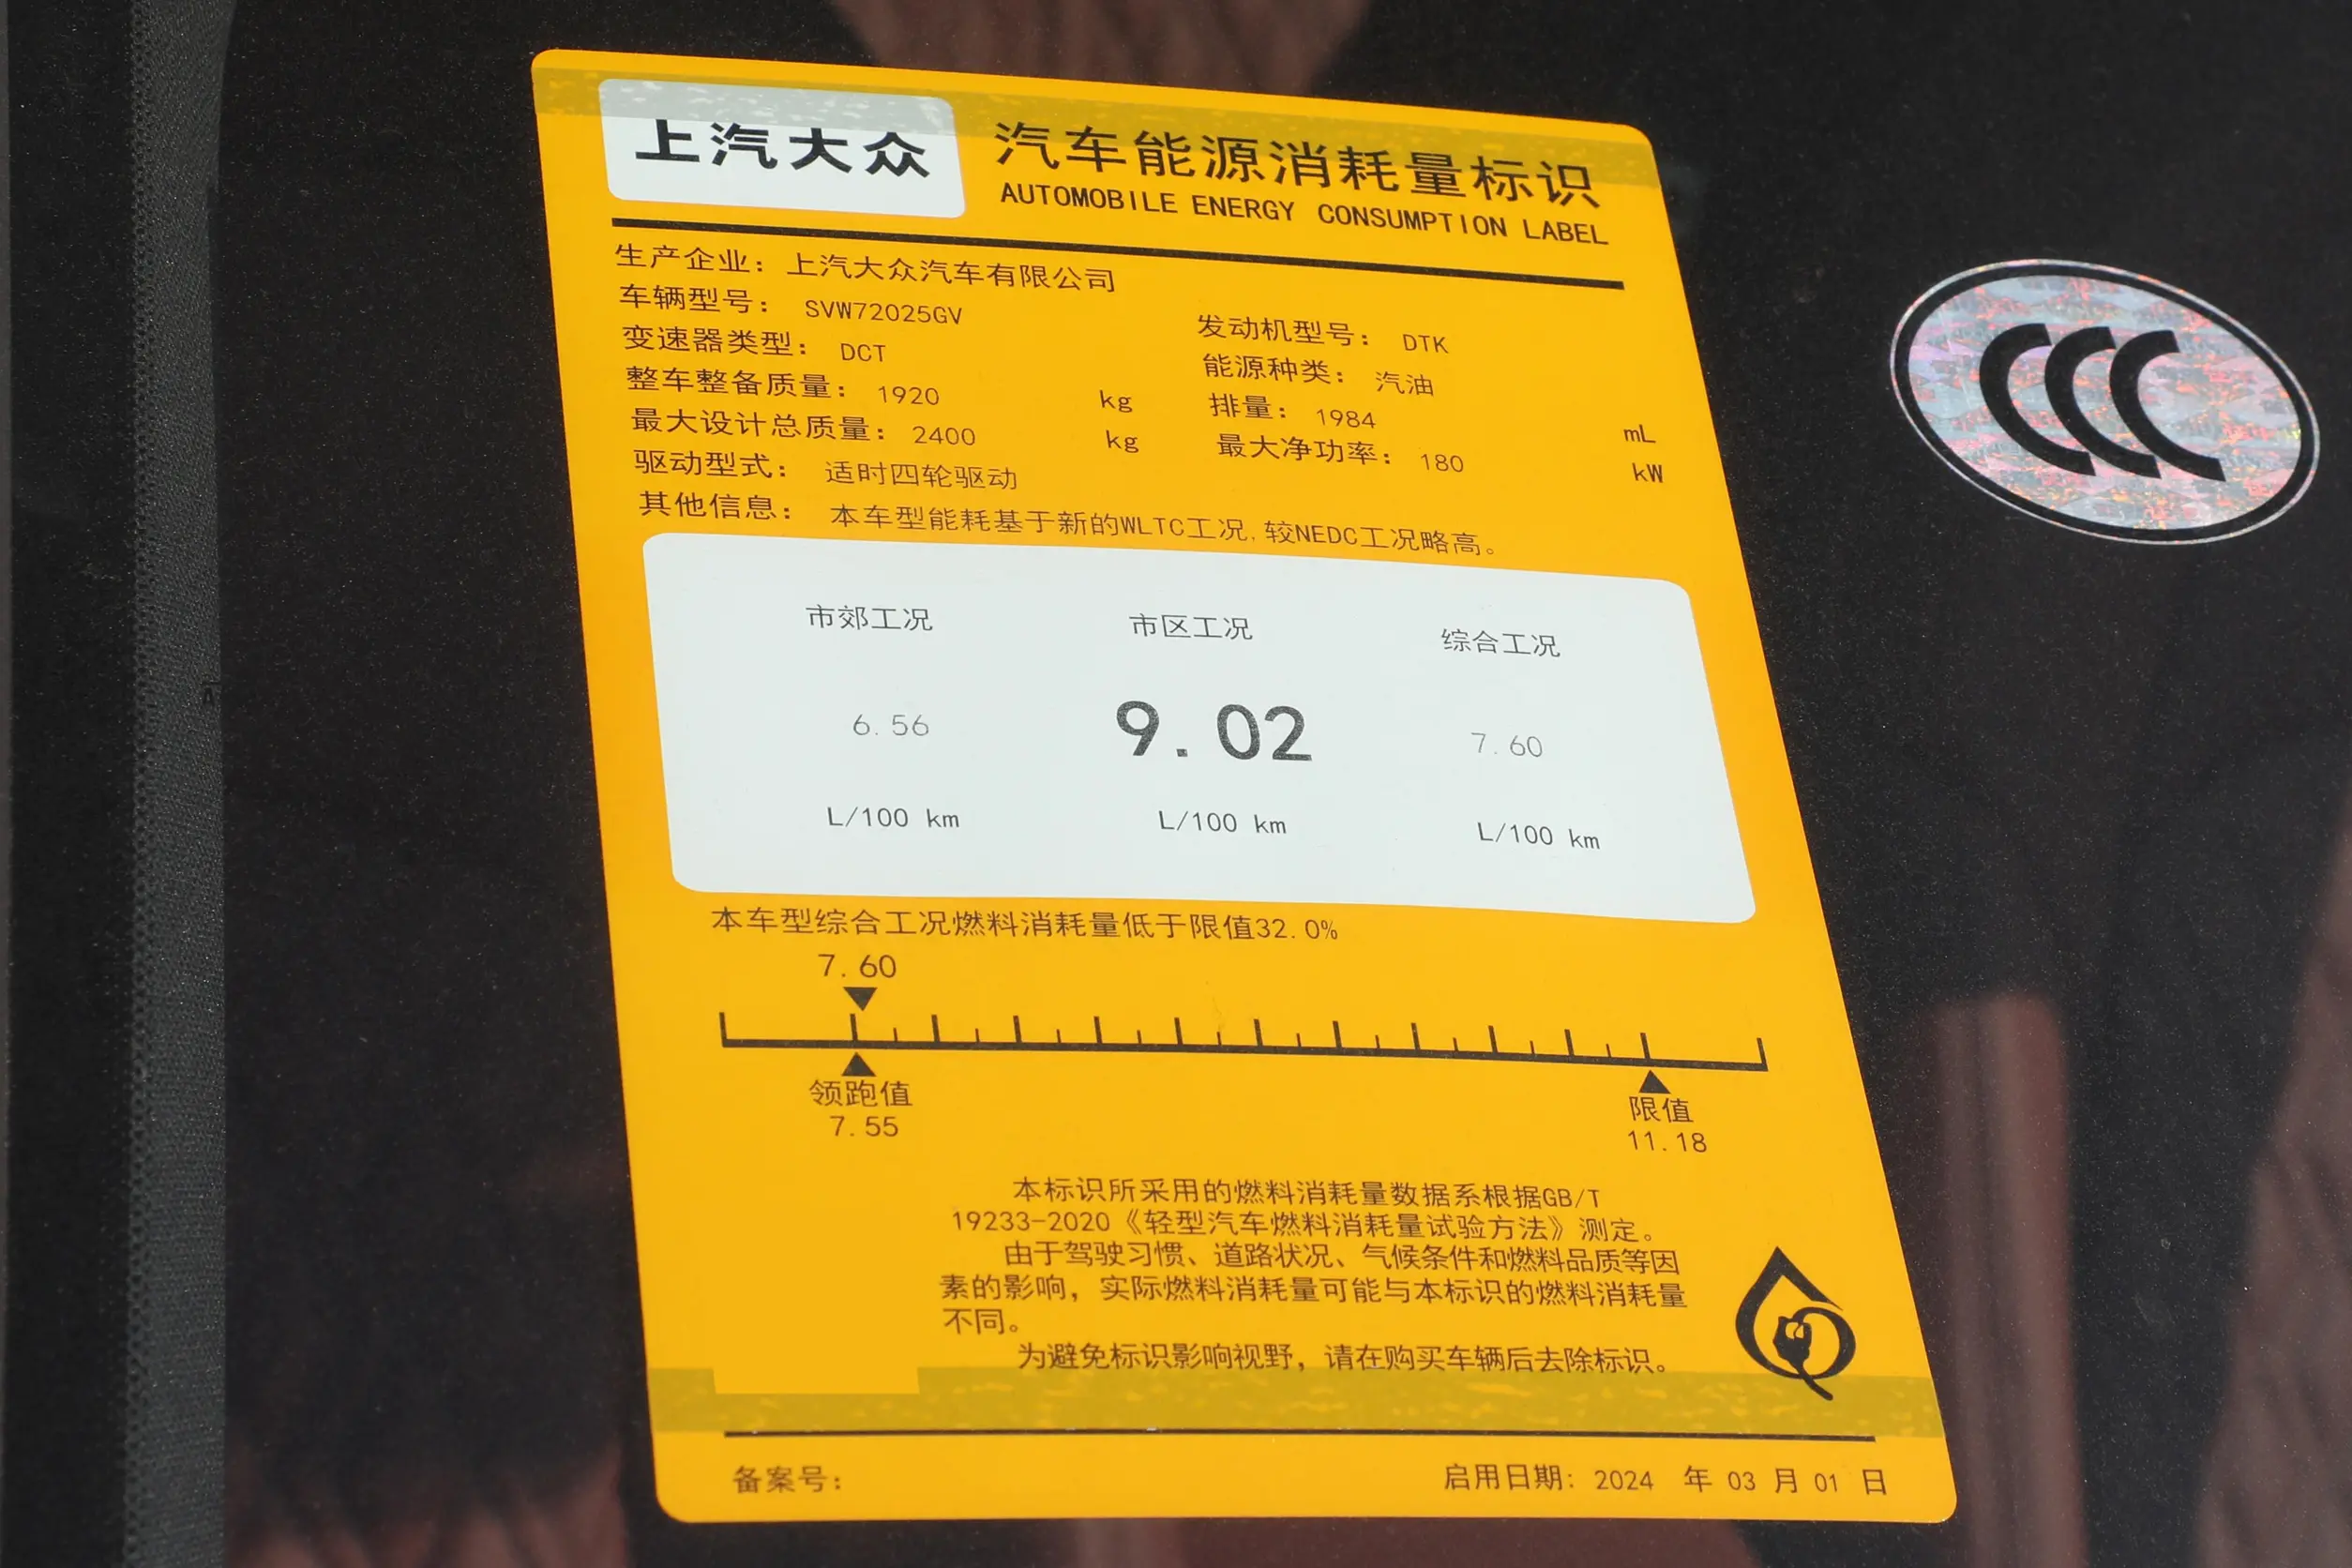 上汽大众
汽车能源消耗量标识
AUTOMOBILE ENERGY CONSUMPTION LABEL
生产企业：上汽大众汽车有限公司
车辆型号： SVW72025GV 发动机型号： DTK
变速器类型： DCT 能源种类： 汽油
整车整备质量： 1920 kg 排量： 1984 mL
最大设计总质量： 2400 kg 最大净功率： 180 kW
驱动型式： 适时四轮驱动
其他信息： 本车型能耗基于新的WLTC工况,较NEDC工况略高。
市郊工况 市区工况 综合工况
6.56 9.02 7.60
L/100 km L/100 km L/100 km
本车型综合工况燃料消耗量低于限值32.0%
7.60
领跑值 限值
7.55 11.18
本标识所采用的燃料消耗量数据系根据GB/T
19233-2020《轻型汽车燃料消耗量试验方法》测定。
由于驾驶习惯、道路状况、气候条件和燃料品质等因
素的影响，实际燃料消耗量可能与本标识的燃料消耗量
不同。
为避免标识影响视野，请在购买车辆后去除标识。
备案号： 启用日期: 2024 年 03 月 01 日
CCC